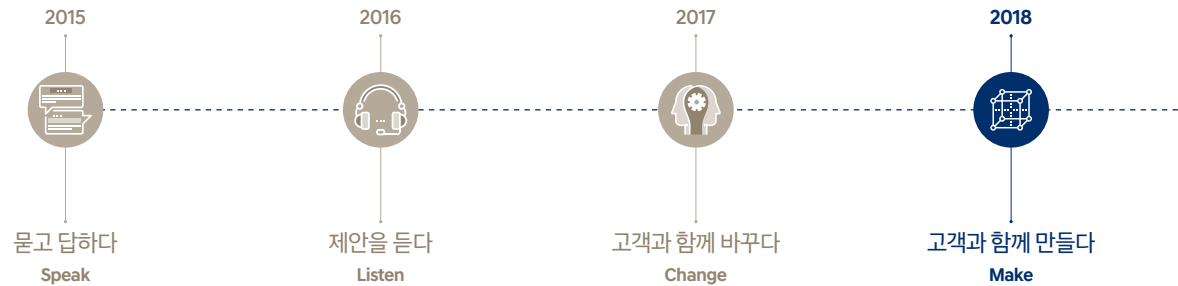 2015
2016
2017
2018
묻고 답하다
제안을 듣다
고객과 함께 바꾸다
고객과 함께 만들다
Speak
Listen
Change
Make